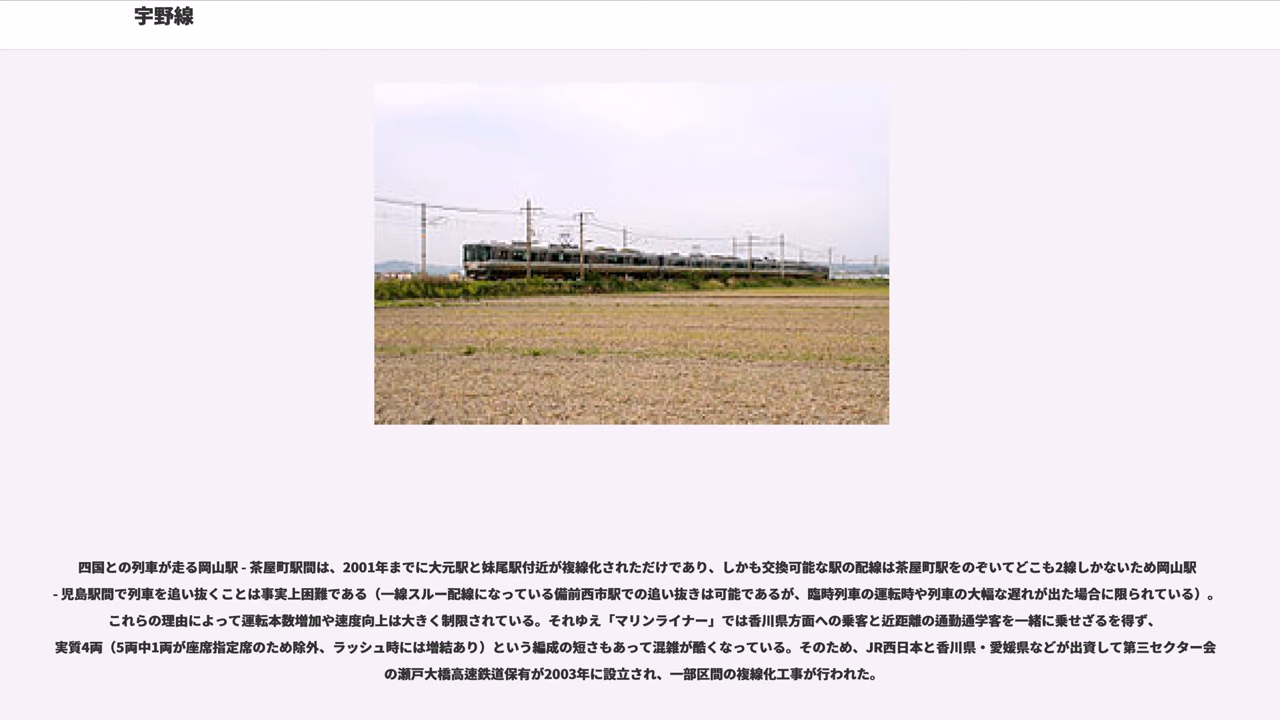 宇野線
四国との列車が走る岡山駅 - 茶屋町駅間は、2001年までに大元駅と妹尾駅付近が複線化されただけであり、しかも交換可能な駅の配線は茶屋町駅をのぞいてどこも2線しかないため岡山駅
- 児島駅間で列車を追い抜くことは事実上困難である（一線スルー配線になっている備前西市駅での追い抜きは可能であるが、臨時列車の運転時や列車の大幅な遅れが出た場合に限られている）。
これらの理由によって運転本数増加や速度向上は大きく制限されている。それゆえ「マリンライナー」では香川県方面への乗客と近距離の通勤通学客を一緒に乗せざるを得ず、
実質4両（5両中1両が座席指定席のため除外、ラッシュ時には増結あり）という編成の短さもあって混雑が酷くなっている。そのため、JR西日本と香川県・愛媛県などが出資して第三セクター会
の瀬戸大橋高速鉄道保有が2003年に設立され、一部区間の複線化工事が行われた。